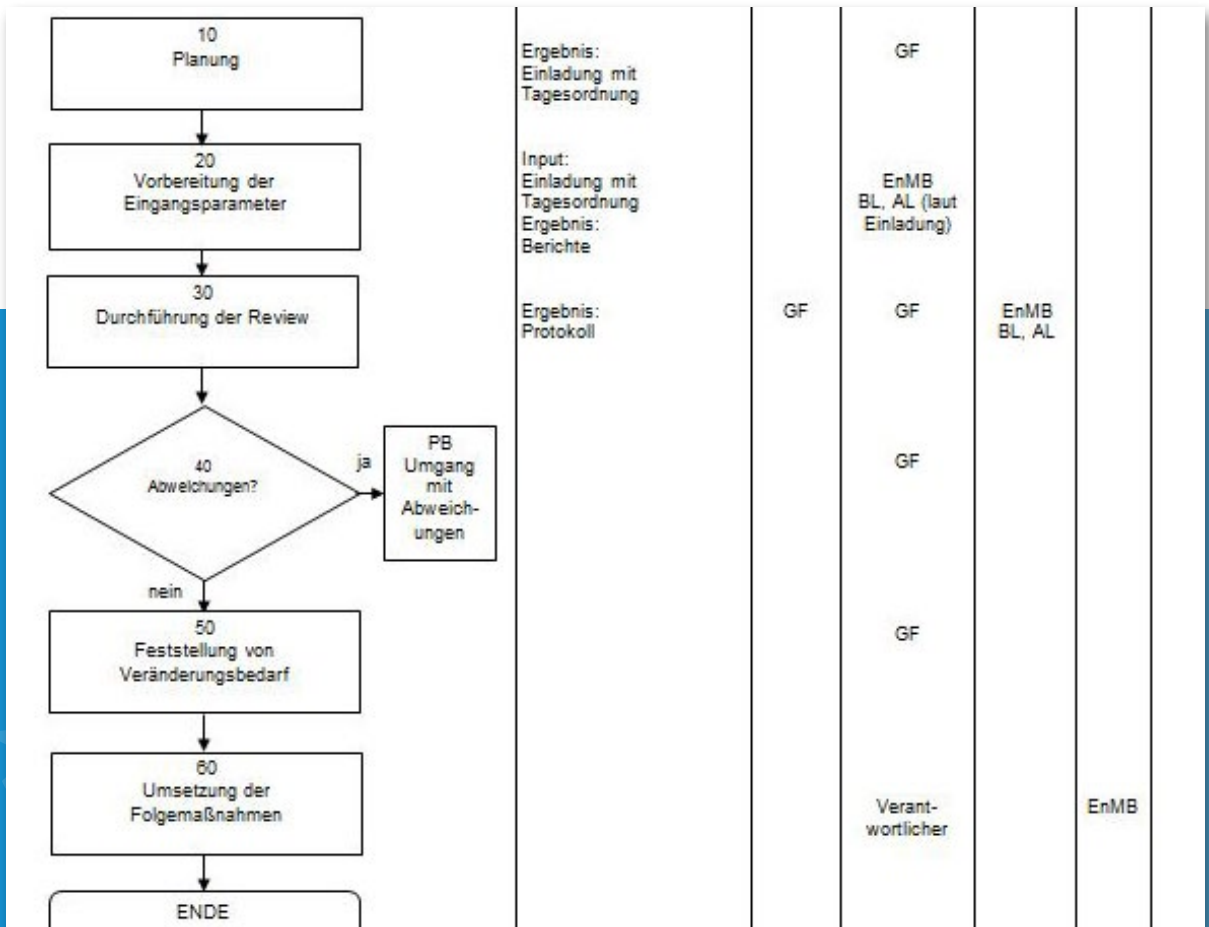 10
Planung
Ergebnis:
Einladung mit
Tagesordnung
GF
20
Vorbereitung der
Eingangsparameter
Input:
Einladung mit
Tagesordnung
Ergebnis:
Berichte
EnMB
BL, AL (laut
Einladung)
30
Durchführung der Review
Ergebnis:
Protokoll
GF
GF
EnMB
BL, AL
40
Abweichungen?
ja
PB
Umgang
mit
Abweich-
ungen
GF
nein
50
Feststellung von
Veränderungsbedarf
GF
60
Umsetzung der
Folgemaßnahmen
Verant-
wortlicher
EnMB
ENDE